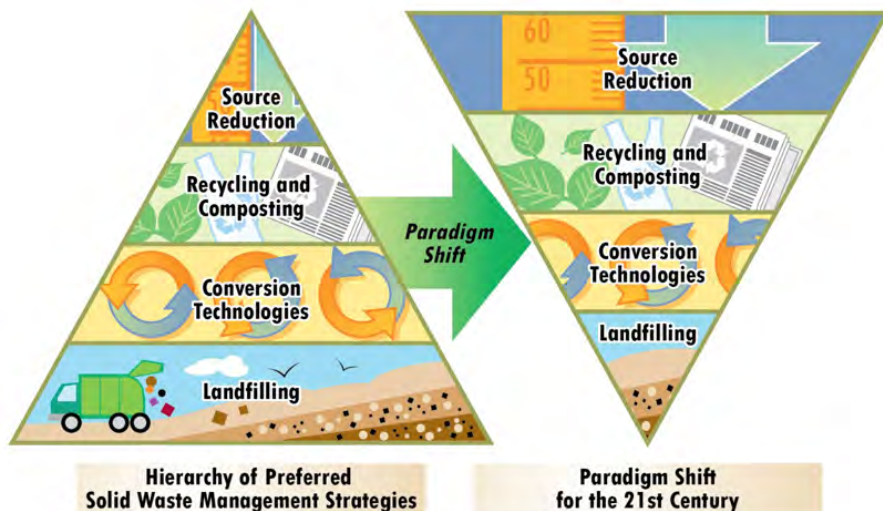 Source
Reduction
Recycling and
Composting
Conversion
Technologies
Landfilling
Hierarchy of Preferred
Solid Waste Management Strategies
Paradigm
Shift
60
50
Source
Reduction
Recycling and
Composting
Conversion
Technologies
Landfilling
Paradigm Shift
for the 21st Century